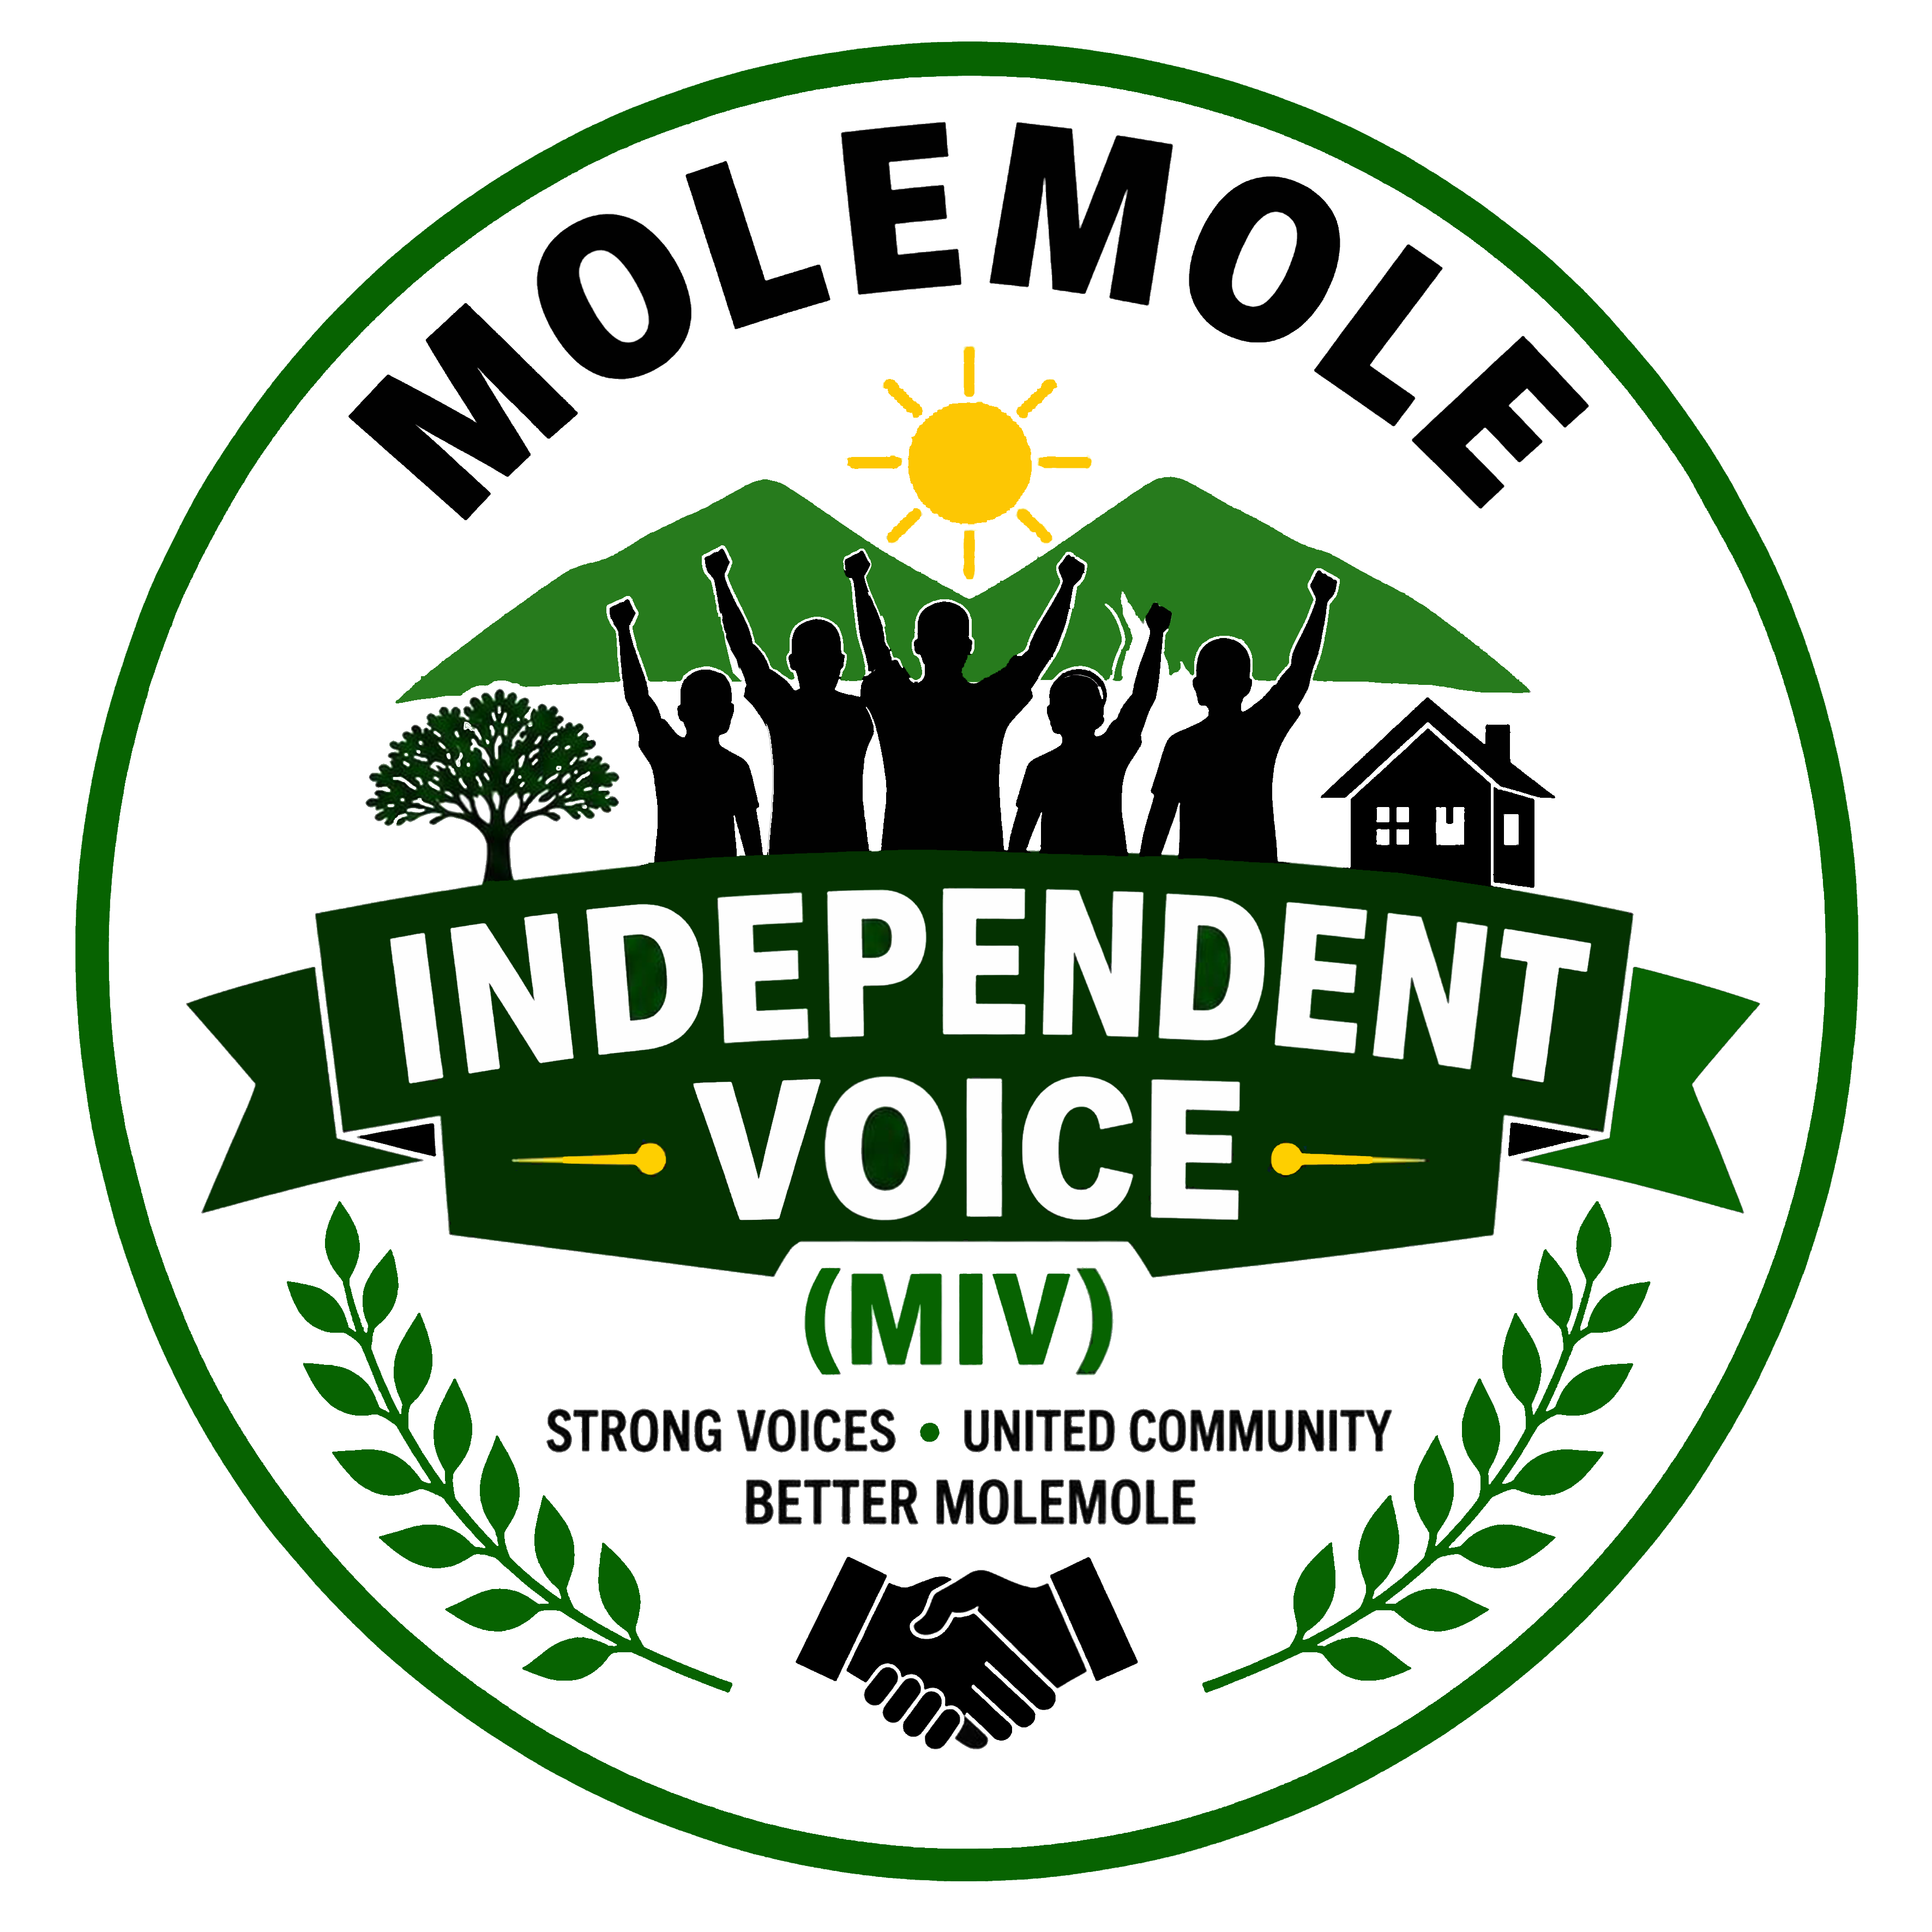 MOLEMOLE
INDEPENDENT
VOICE
(MIV)
STRONG VOICES • UNITED COMMUNITY
BETTER MOLEMOLE